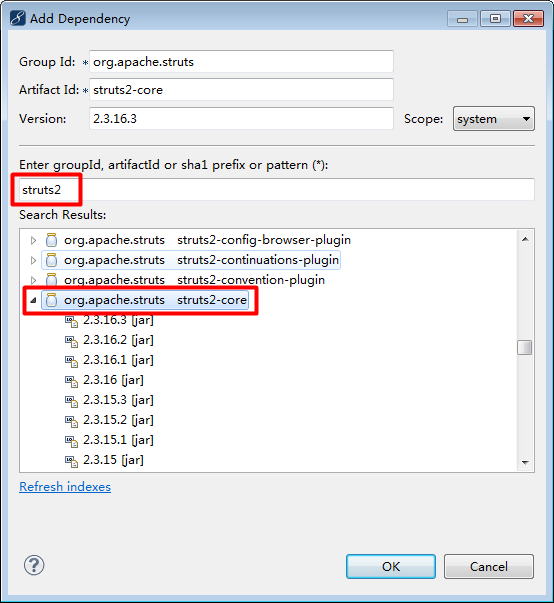 Add Dependency
Group Id: * org.apache.struts
Artifact Id: * struts2-core
Version: 2.3.16.3 Scope: system
Enter groupId, artifactId or sha1 prefix or pattern (*):
struts2
Search Results:
org.apache.struts struts2-config-browser-plugin
org.apache.struts struts2-continuations-plugin
org.apache.struts struts2-convention-plugin
org.apache.struts struts2-core
2.3.16.3 [jar]
2.3.16.2 [jar]
2.3.16.1 [jar]
2.3.16 [jar]
2.3.15.3 [jar]
2.3.15.2 [jar]
2.3.15.1 [jar]
2.3.15 [jar]
Refresh indexes
? OK Cancel